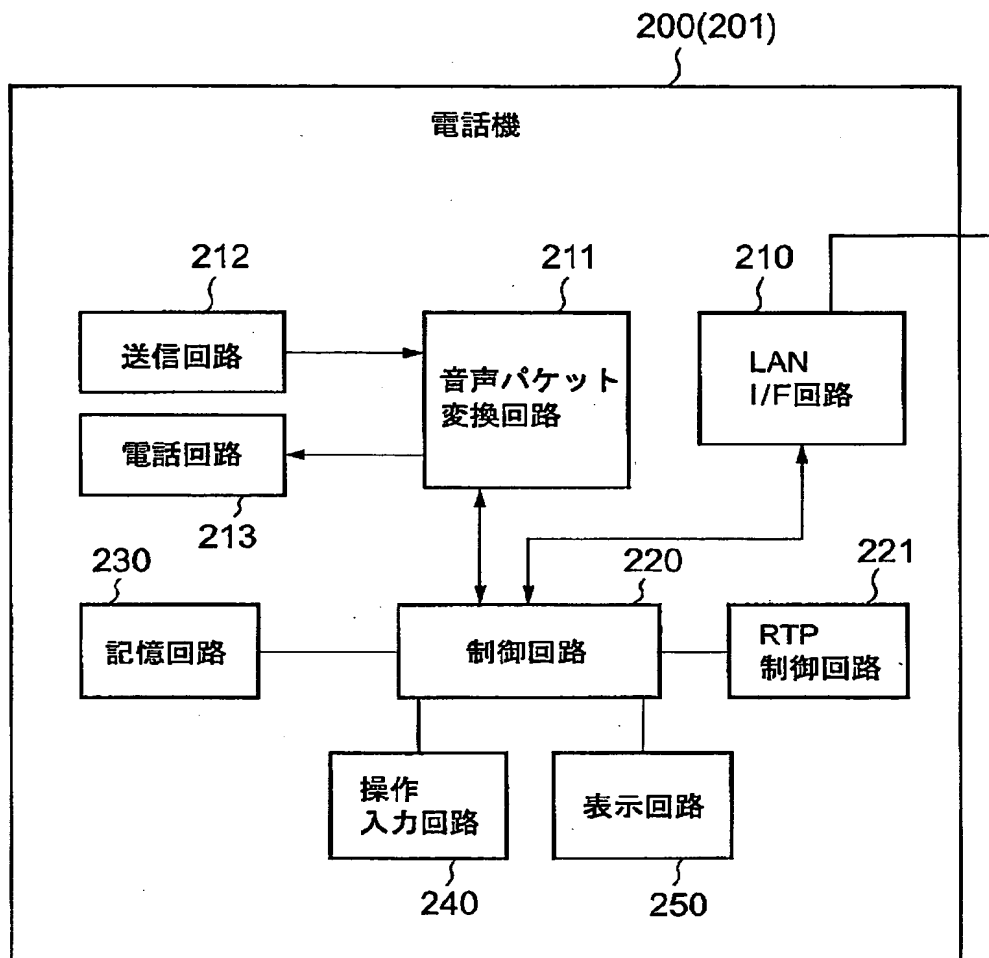 200(201)
電話機
212
211
210
送信回路
音声パケット
変換回路
LAN
I/F回路
電話回路
213
230
220
221
記憶回路
制御回路
RTP
制御回路
操作
入力回路
表示回路
240
250